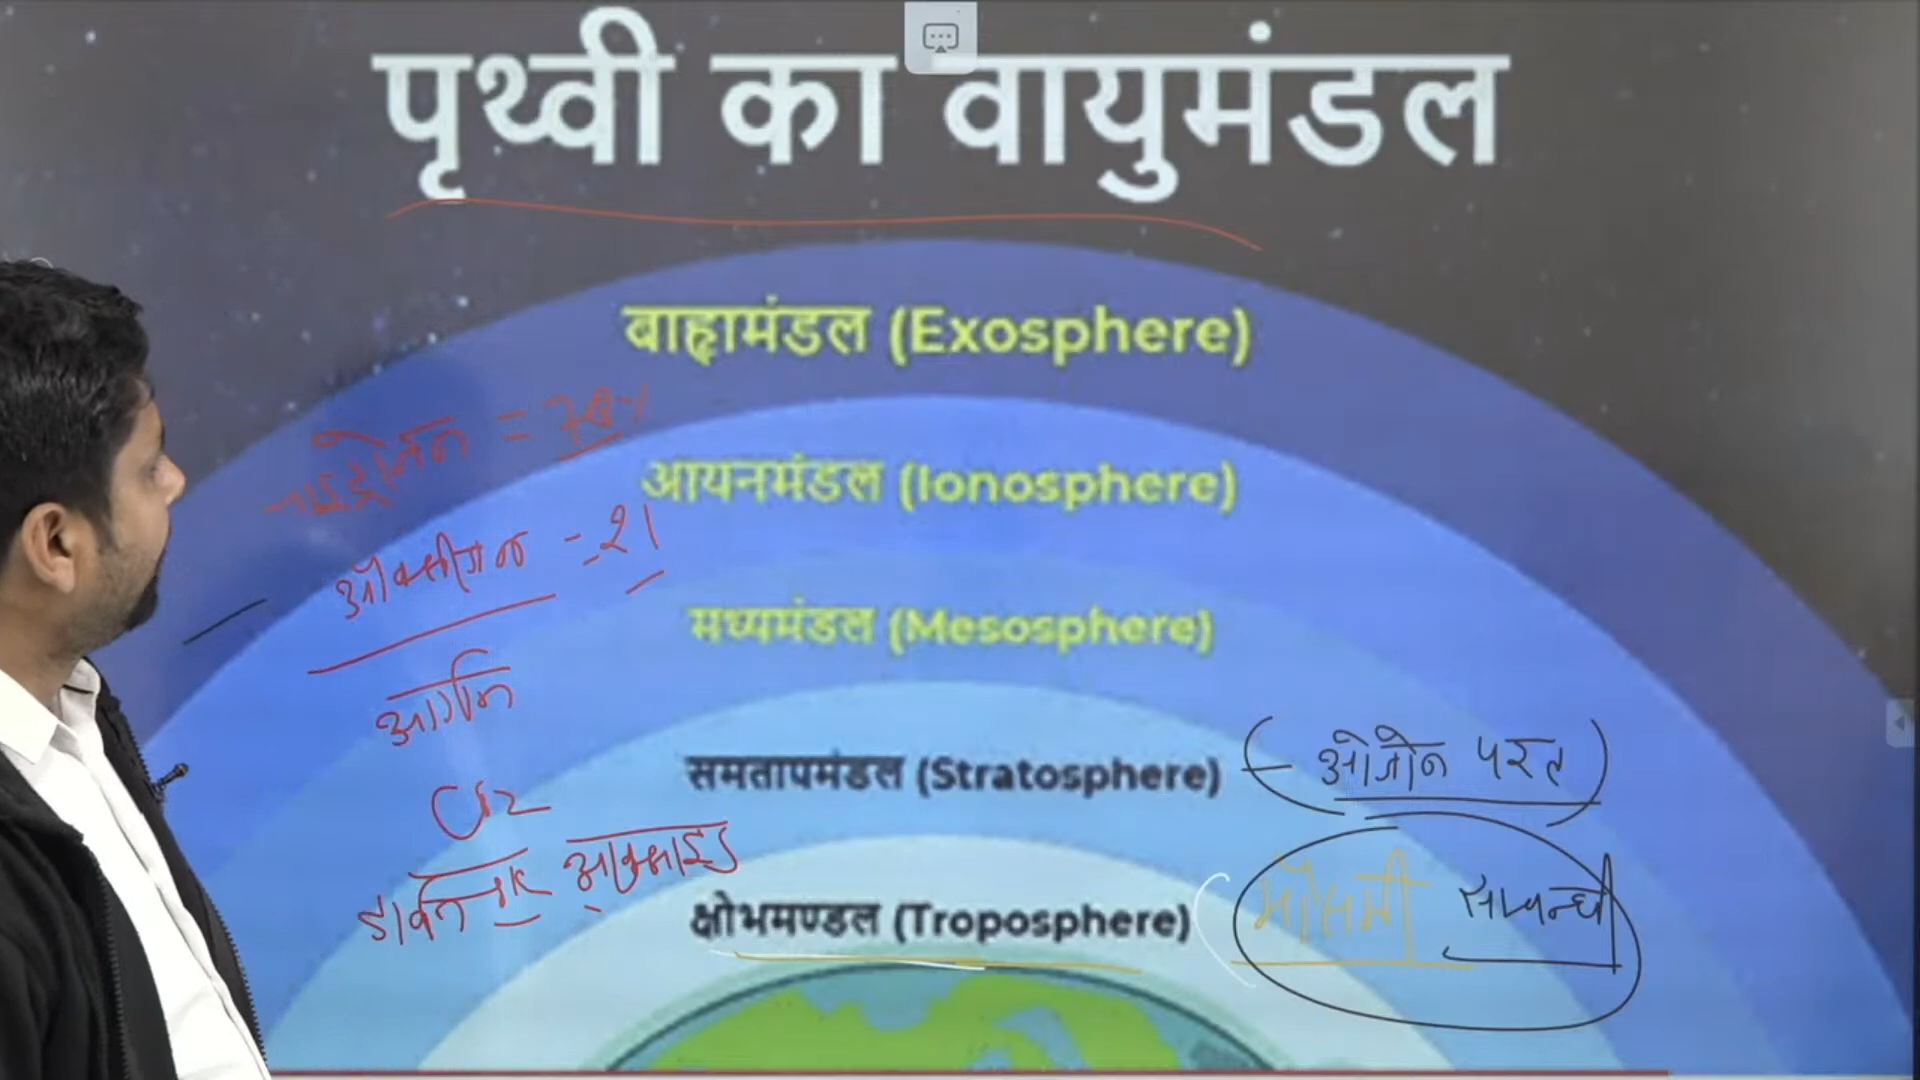 पृथ्वी का वायुमंडल
बाह्यमंडल (Exosphere)
नाइट्रोजन = 78%
आयनमंडल (Ionosphere)
ऑक्सीजन = 21
मध्यमंडल (Mesosphere)
आर्गन
समतापमंडल (Stratosphere)
ओजोन परत
CO2
क्षोभमण्डल (Troposphere)
मौसमी सम्बन्धी
कार्बन डाई आक्साइड